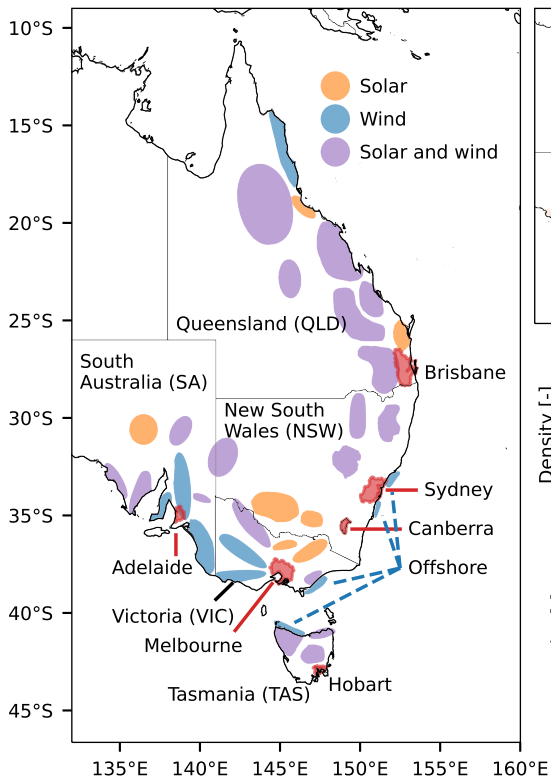 10°S
Solar
Wind
15°S
Solar and wind
20°S
Queensland (QLD)
25°S
South
Australia (SA)
Brisbane
New South
Wales (NSW)
30°S
Density [-]
Sydney
35°S
Canberra
Adelaide
Offshore
40°S
Victoria (VIC)
Melbourne
Hobart
Tasmania (TAS)
45°S
135°E
140°E
145°E
150°E
155°E
160°E